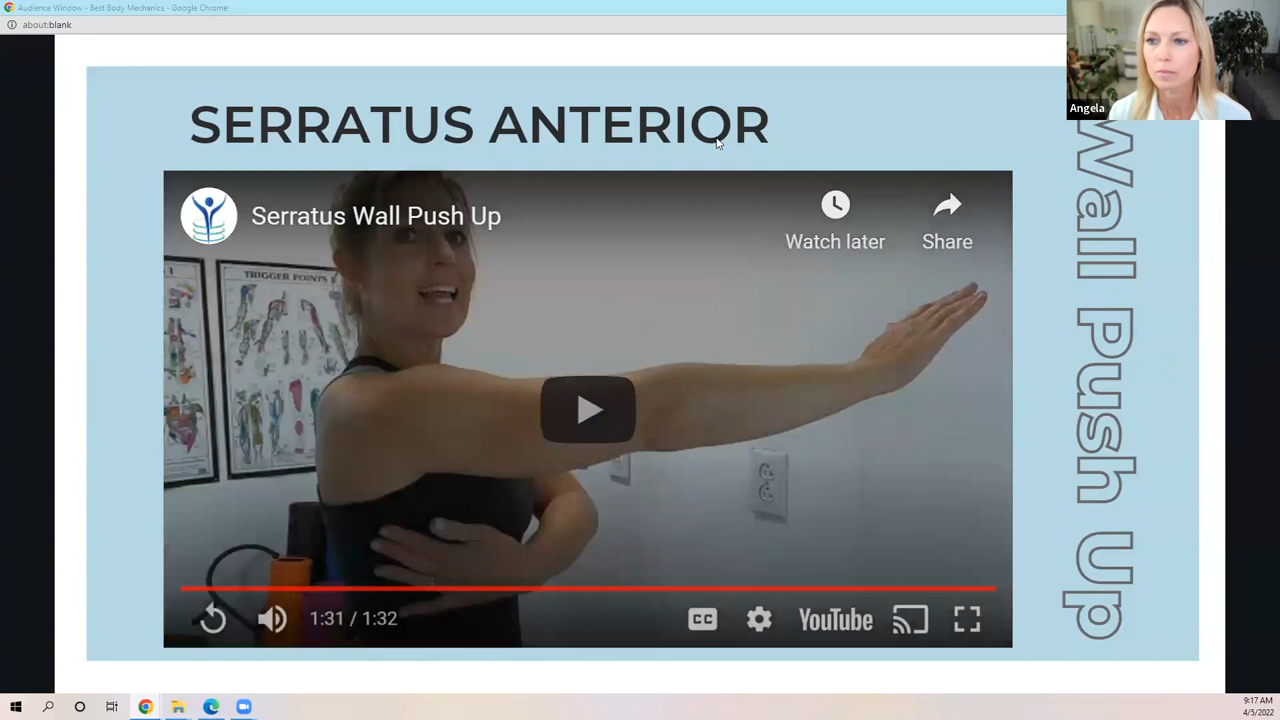 Audience Window - Best Body Mechanics - Google Chrome
about:blank
Angela
SERRATUS ANTERIOR
Wall Push Up
Serratus Wall Push Up
Watch later
Share
TRIGGER POINTS
1:31 / 1:32
CC
YouTube
9:17 AM
4/5/2022